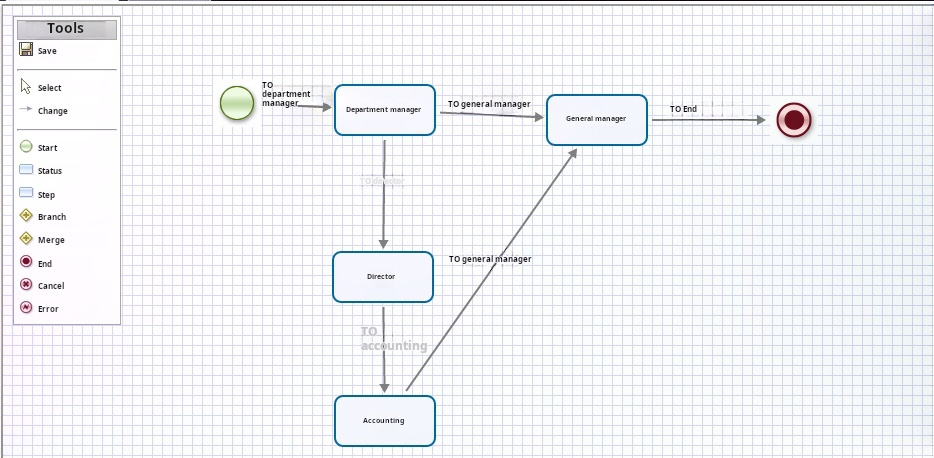 Tools
Save
Select
Change
Start
Status
Step
Branch
Merge
End
Cancel
Error
TO
department
manager
Department manager
TO general manager
General manager
TO End
TO director
Director
TO general manager
TO
accounting
Accounting